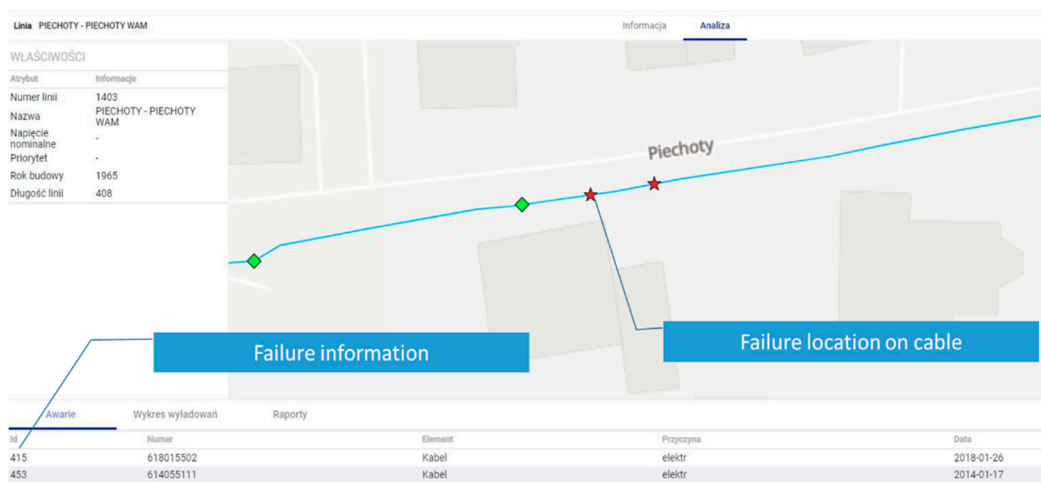 Linia PIECHOTY - PIECHOTY WAM
Informacja Analiza
WŁAŚCIWOŚCI
Atrybut Informacje
Numer linii 1403
Nazwa PIECHOTY - PIECHOTY WAM
Napięcie nominalne -
Priorytet -
Rok budowy 1965
Długość linii 408
Piechoty
Failure information
Failure location on cable
Awarie Wykres wyładowań Raporty
Id Numer Element Przyczyna Data
415 618015502 Kabel elektr 2018-01-26
453 614055111 Kabel elektr 2014-01-17